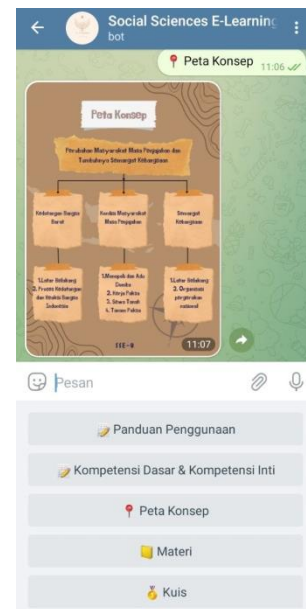 Social Sciences E-Learning
bot
📍 Peta Konsep 11:06
Peta Konsep
Perubahan Masyarakat Masa Penjajahan dan
Tumbuhnya Semangat Kebangsaan
Kedatangan Bangsa
Barat
Kondisi Masyarakat
Masa Penjajahan
Semangat
Kebangsaan
1.Latar Belakang
2. Proses Kedatangan
dan Reaksi Bangsa
Indonesia
1.Monopoli dan Adu
Domba
2. Kerja Paksa
3. Sewa Tanah
4. Tanam Paksa
1.Latar Belakang
2. Organisasi
pergerakan
nasional
11:07
Pesan
📝 Panduan Penggunaan
📝 Kompetensi Dasar & Kompetensi Inti
📍 Peta Konsep
📒 Materi
🏅 Kuis